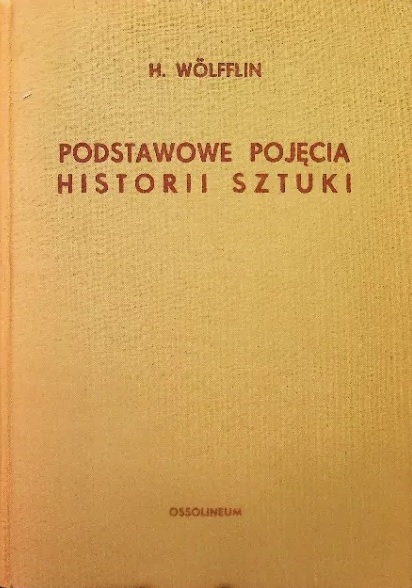 H. WÖLFFLIN
PODSTAWOWE POJĘCIA
HISTORII SZTUKI
OSSOLINEUM